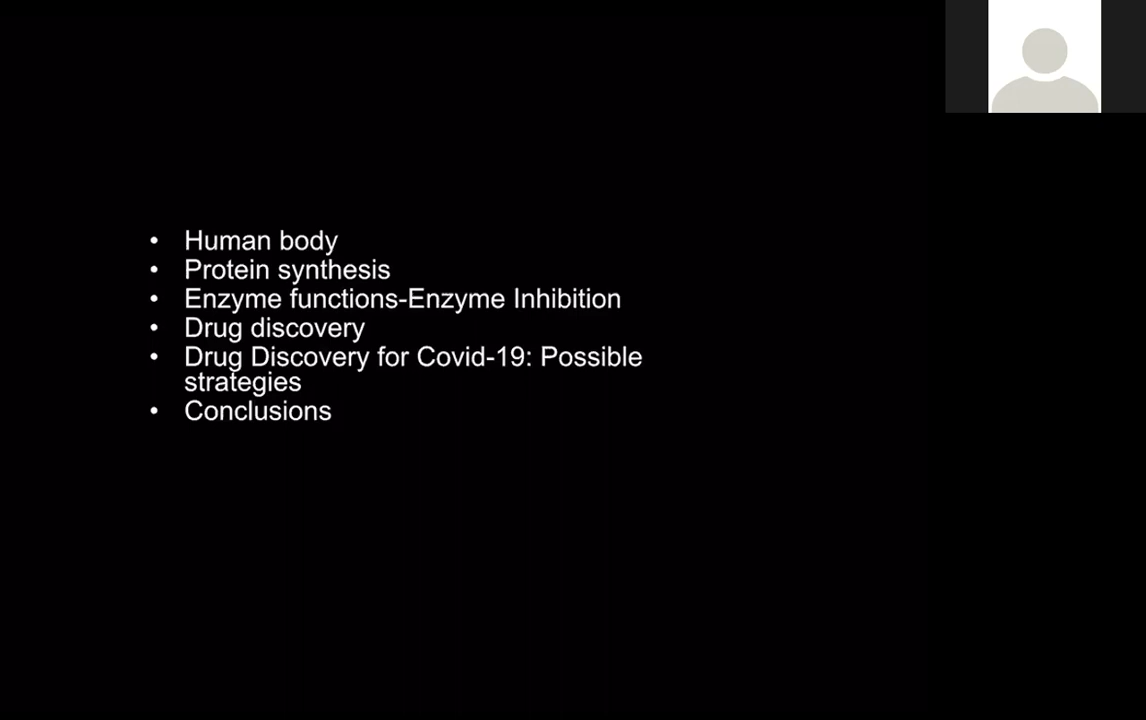 • Human body
• Protein synthesis
• Enzyme functions-Enzyme Inhibition
• Drug discovery
• Drug Discovery for Covid-19: Possible
strategies
• Conclusions